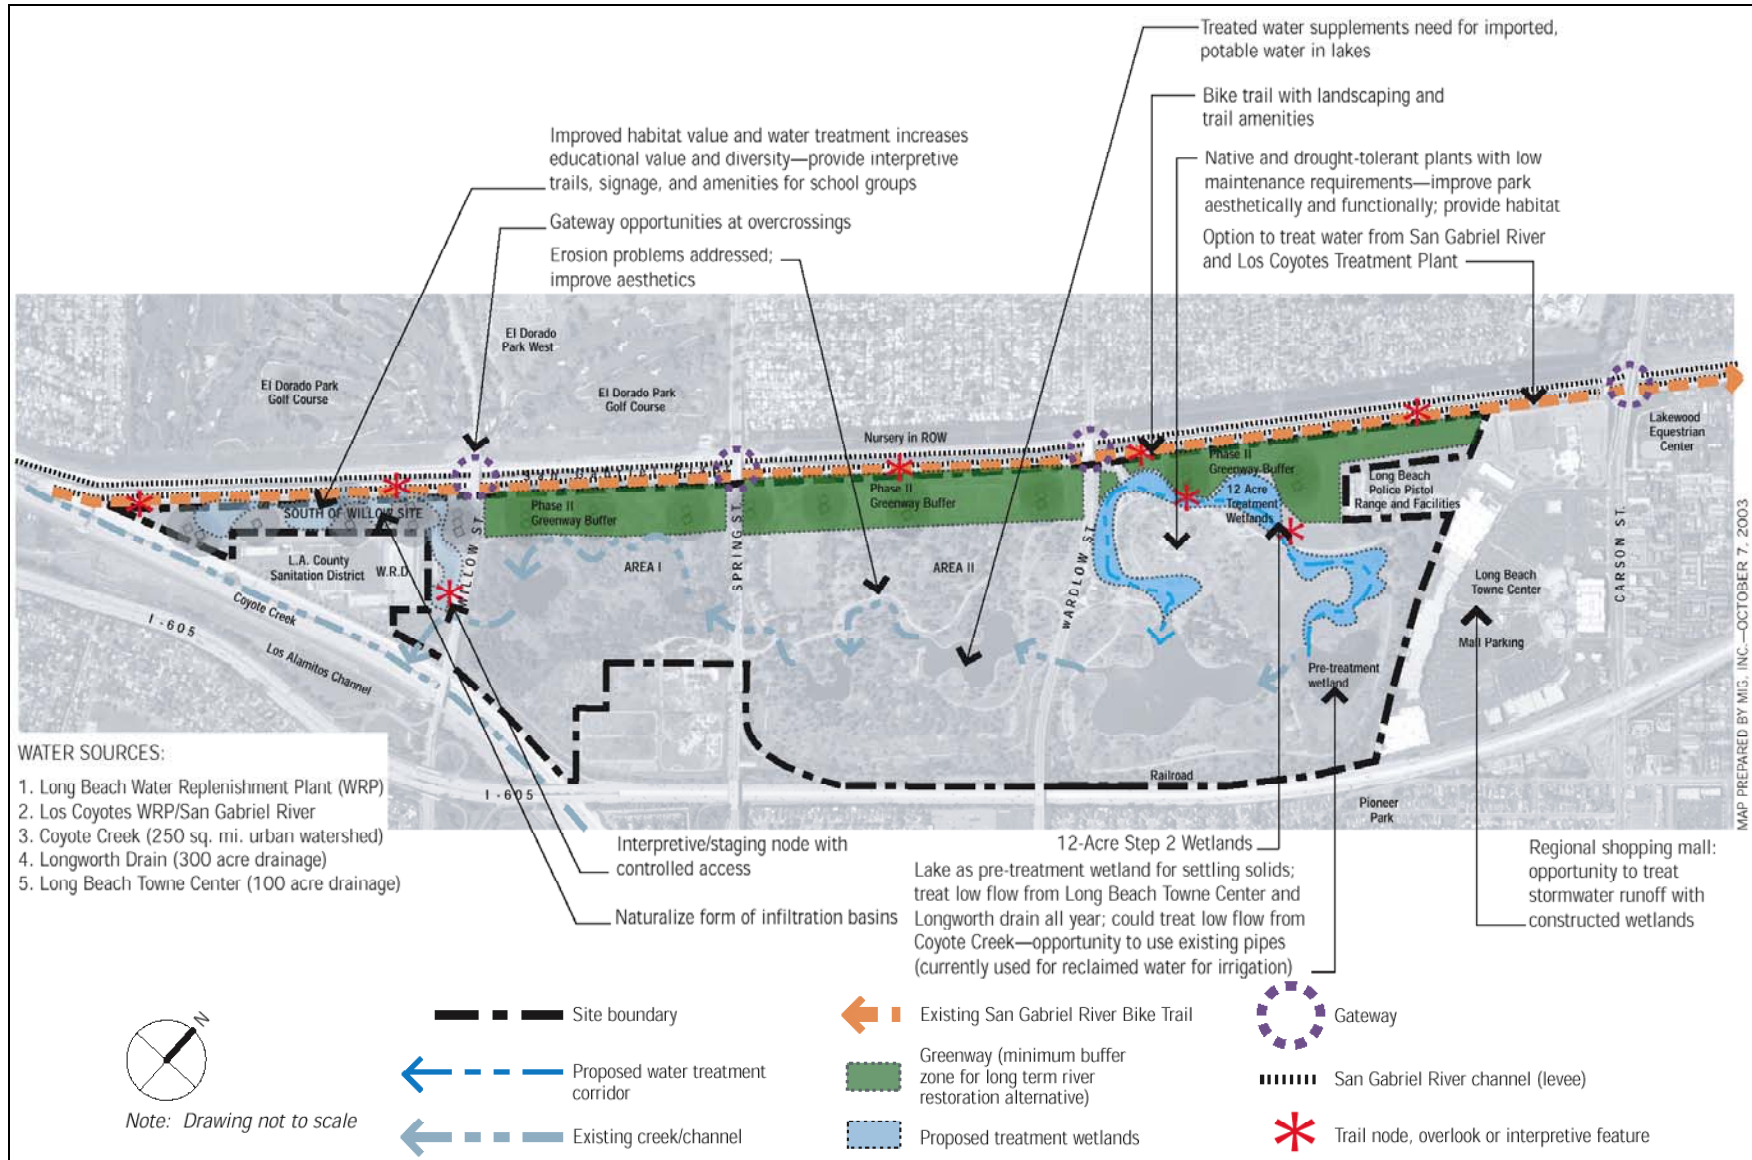 Treated water supplements need for imported,
potable water in lakes
Bike trail with landscaping and
trail amenities
Improved habitat value and water treatment increases
educational value and diversity—provide interpretive
trails, signage, and amenities for school groups
Native and drought-tolerant plants with low
maintenance requirements—improve park
aesthetically and functionally; provide habitat
Gateway opportunities at overcrossings
Erosion problems addressed;
improve aesthetics
Option to treat water from San Gabriel River
and Los Coyotes Treatment Plant
El Dorado
Park West
El Dorado Park
Golf Course
El Dorado Park
Golf Course
Nursery in ROW
Lakewood
Equestrian
Center
San Gabriel River
Phase II
Greenway Buffer
Long Beach
Police Pistol
Range and Facilities
12 Acre
Treatment
Wetlands
Phase II
Greenway Buffer
Phase II
Greenway Buffer
SOUTH OF WILLOW SITE
L.A. County
Sanitation District
W.R.D.
WILLOW ST.
AREA I
SPRING ST.
AREA II
WARDLOW ST.
Long Beach
Towne Center
CARSON ST.
Mall Parking
Coyote Creek
I-605
Los Alamitos Channel
Pre-treatment
wetland
Railroad
I-605
Pioneer
Park
MAP PREPARED BY MIG, INC.—OCTOBER 7, 2003
WATER SOURCES:
1. Long Beach Water Replenishment Plant (WRP)
2. Los Coyotes WRP/San Gabriel River
3. Coyote Creek (250 sq. mi. urban watershed)
4. Longworth Drain (300 acre drainage)
5. Long Beach Towne Center (100 acre drainage)
Interpretive/staging node with
controlled access
Naturalize form of infiltration basins
12-Acre Step 2 Wetlands
Lake as pre-treatment wetland for settling solids;
treat low flow from Long Beach Towne Center and
Longworth drain all year; could treat low flow from
Coyote Creek—opportunity to use existing pipes
(currently used for reclaimed water for irrigation)
Regional shopping mall:
opportunity to treat
stormwater runoff with
constructed wetlands
N
Note: Drawing not to scale
Site boundary
Proposed water treatment
corridor
Existing creek/channel
Existing San Gabriel River Bike Trail
Greenway (minimum buffer
zone for long term river
restoration alternative)
Proposed treatment wetlands
Gateway
San Gabriel River channel (levee)
Trail node, overlook or interpretive feature